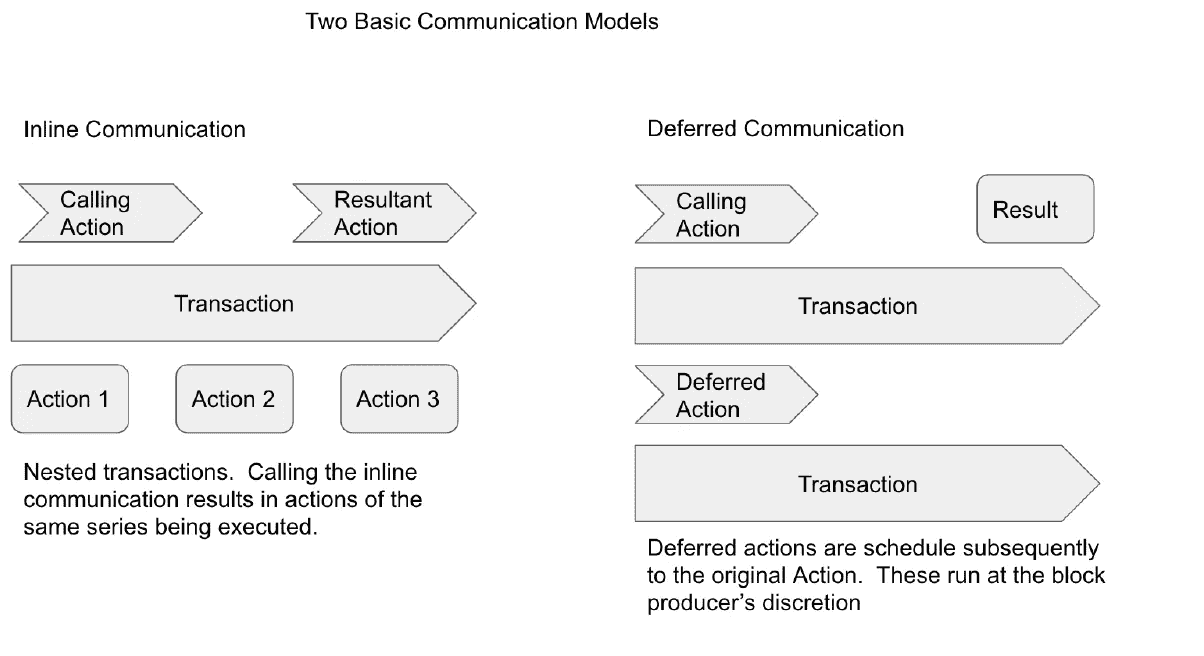 Two Basic Communication Models
Inline Communication
Calling
Action
Resultant
Action
Transaction
Action 1
Action 2
Action 3
Nested transactions.  Calling the inline
communication results in actions of the
same series being executed.
Deferred Communication
Calling
Action
Result
Transaction
Deferred
Action
Transaction
Deferred actions are schedule subsequently
to the original Action.  These run at the block
producer’s discretion